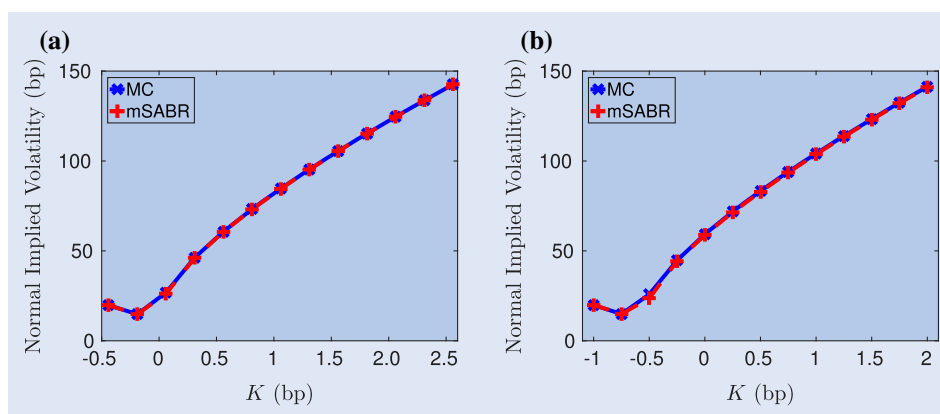 (a)
Normal Implied Volatility (bp)
150
100
50
0
MC
mSABR
-0.5 0 0.5 1.0 1.5 2.0 2.5
K (bp)
(b)
Normal Implied Volatility (bp)
150
100
50
0
MC
mSABR
-1 -0.5 0 0.5 1 1.5 2
K (bp)